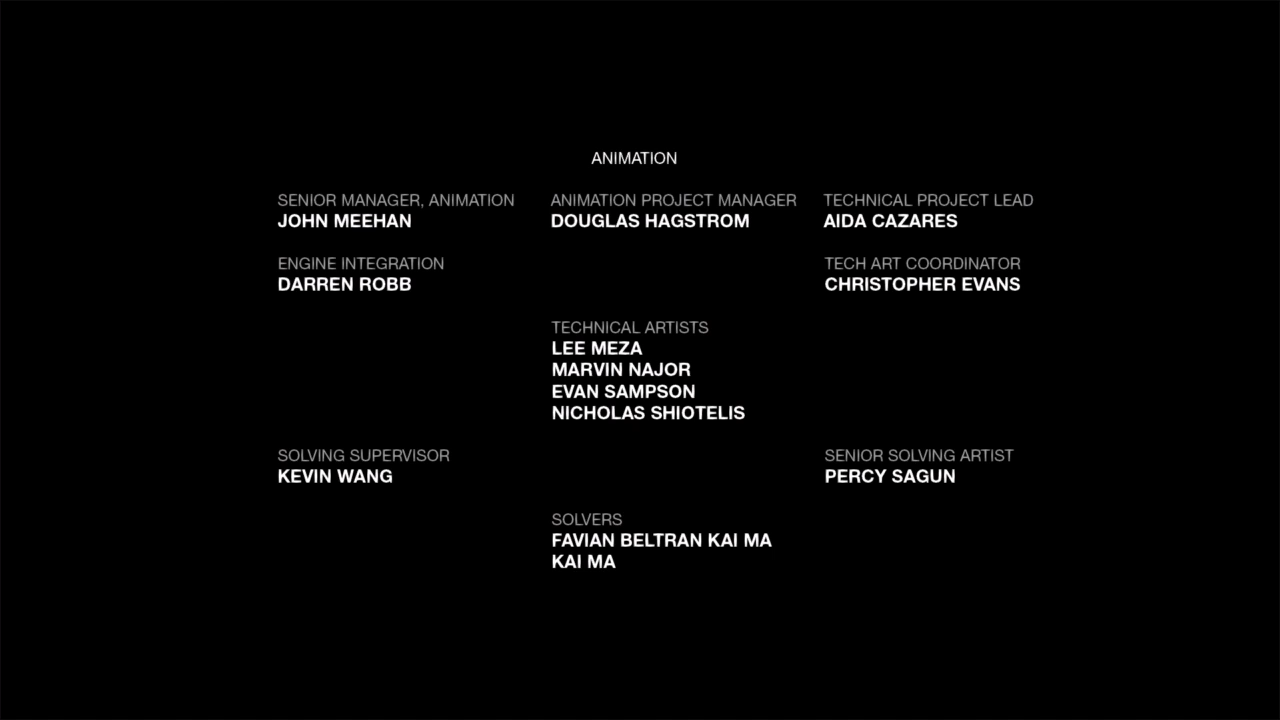 ANIMATION
SENIOR MANAGER, ANIMATION
JOHN MEEHAN
ANIMATION PROJECT MANAGER
DOUGLAS HAGSTROM
TECHNICAL PROJECT LEAD
AIDA CAZARES
ENGINE INTEGRATION
DARREN ROBB
TECH ART COORDINATOR
CHRISTOPHER EVANS
TECHNICAL ARTISTS
LEE MEZA
MARVIN NAJOR
EVAN SAMPSON
NICHOLAS SHIOTELIS
SOLVING SUPERVISOR
KEVIN WANG
SENIOR SOLVING ARTIST
PERCY SAGUN
SOLVERS
FAVIAN BELTRAN KAI MA
KAI MA